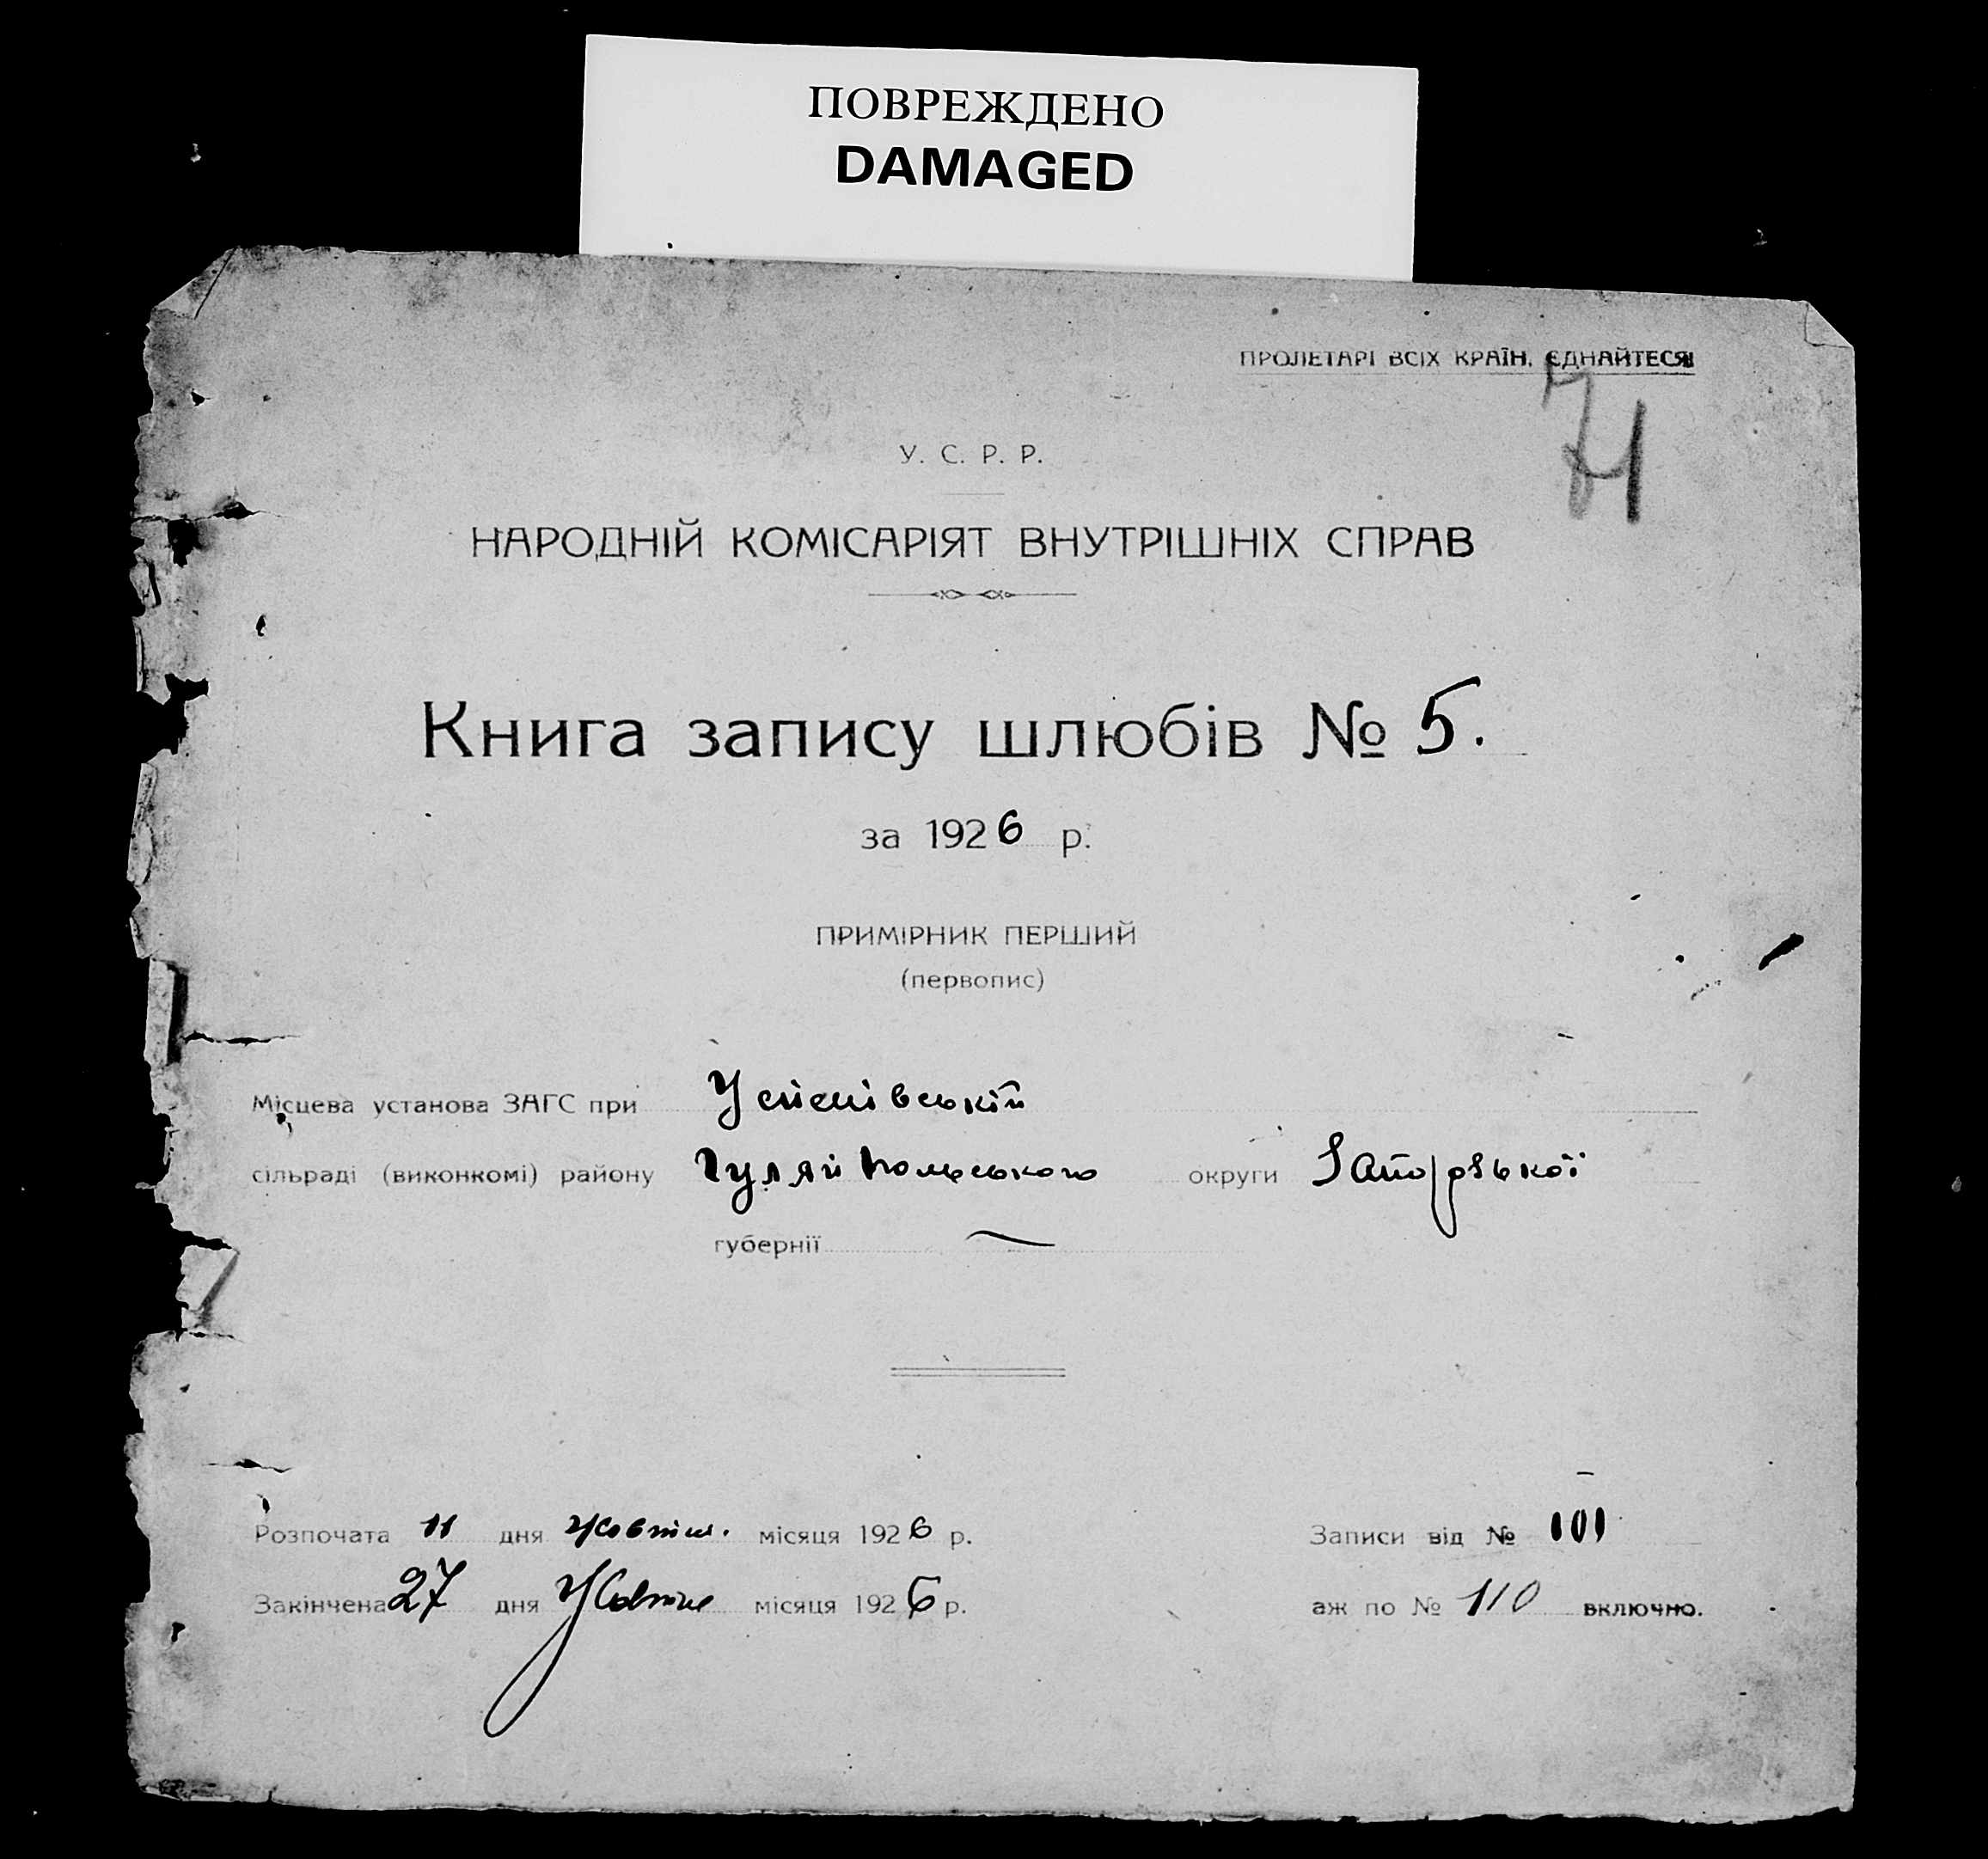 ПОВРЕЖДЕНО
DAMAGED
ПРОЛЕТАРІ ВСІХ КРАЇН, ЄДНАЙТЕСЯ!
71
У. С. Р. Р.
НАРОДНІЙ КОМІСАРІЯТ ВНУТРІШНІХ СПРАВ
Книга запису шлюбів № 5.
за 1926 р.
ПРИМІРНИК ПЕРШИЙ
(первопис)
Місцева установа ЗАГС при Успенівській
сільраді (виконкомі) району Гуляйпольського округи Запорізької
губернії —
Розпочата 11 дня Жовтня місяця 1926 р. Записи від № 101
Закінчена 27 дня Жовтня місяця 1926 р. аж по № 110 включно.